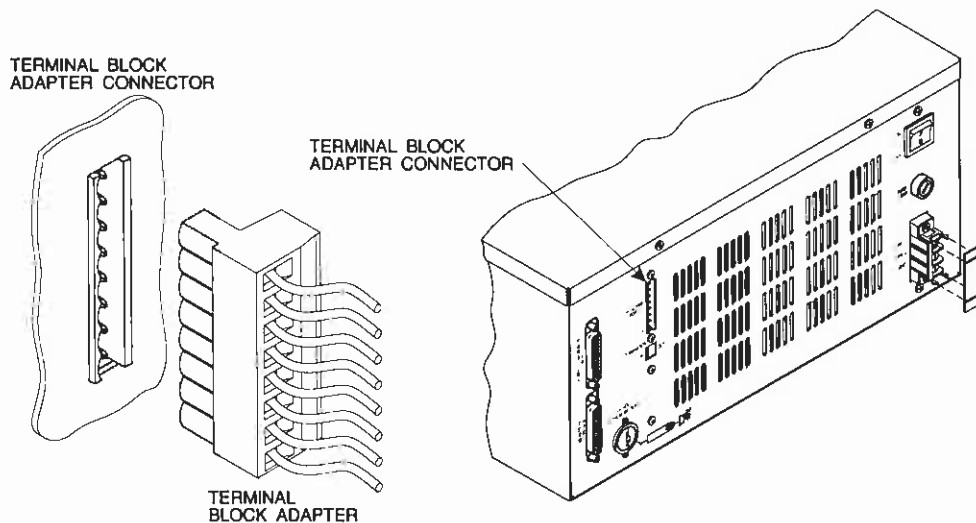 TERMINAL BLOCK
ADAPTER CONNECTOR
TERMINAL BLOCK
ADAPTER CONNECTOR
TERMINAL
BLOCK ADAPTER